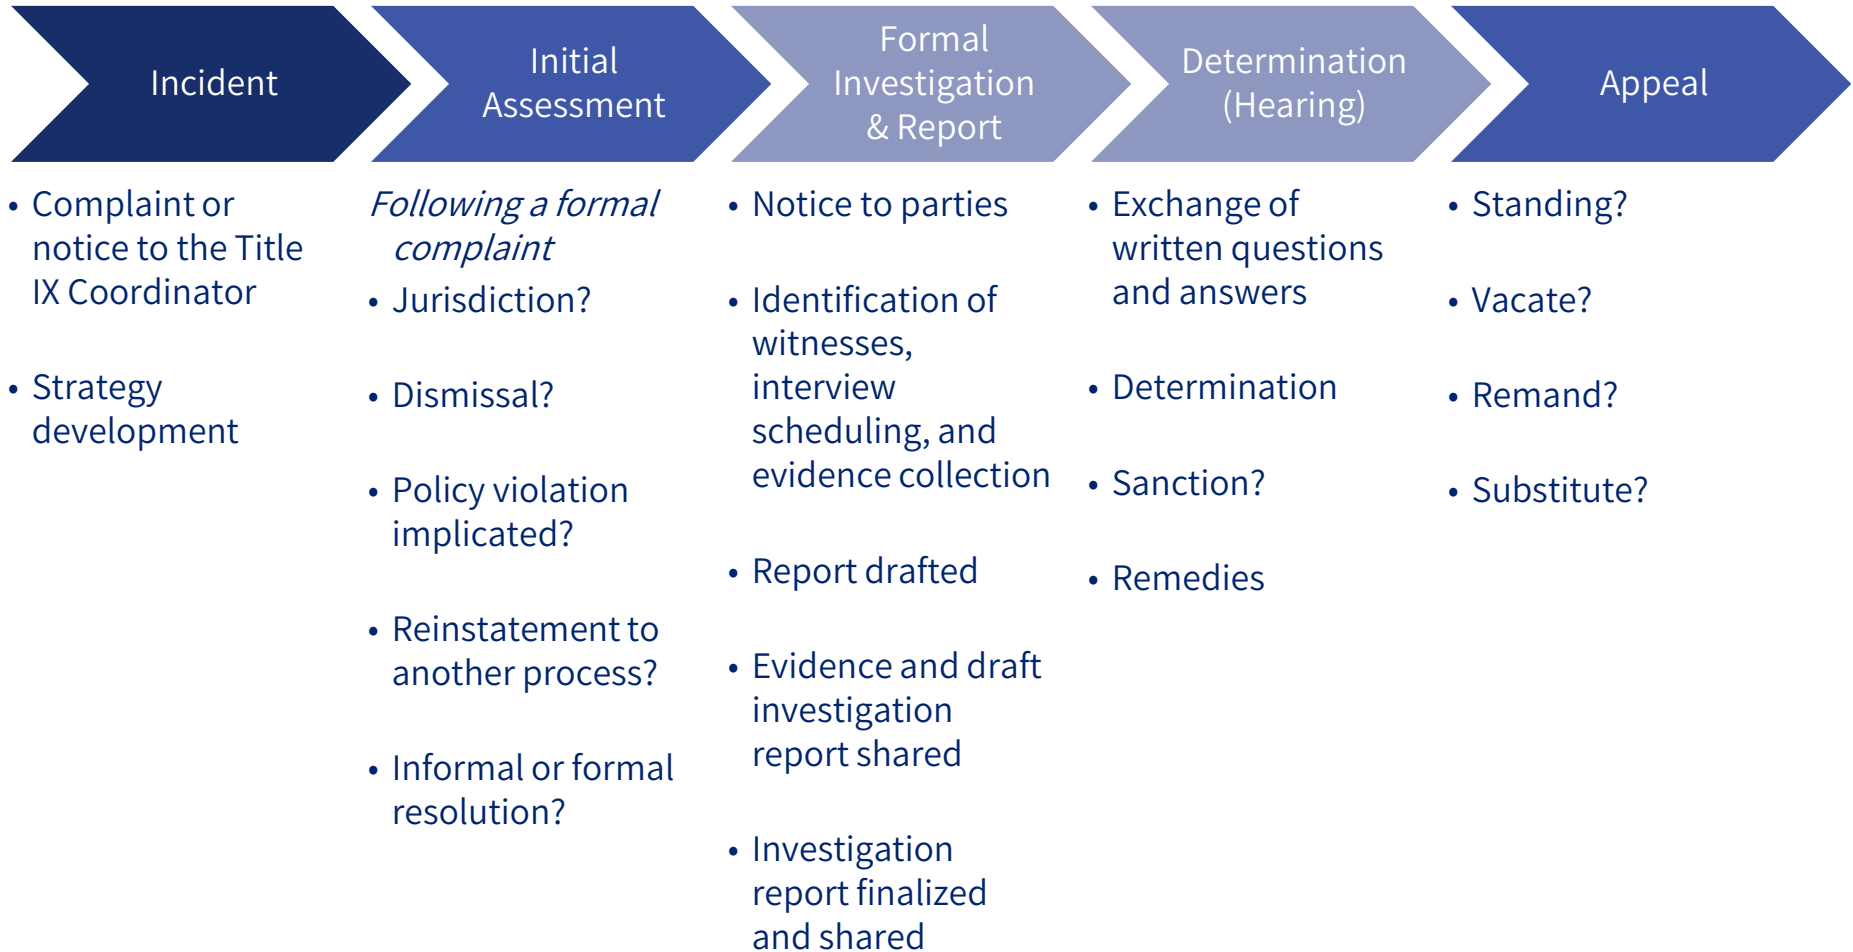 Incident
Initial
Assessment
Formal
Investigation
& Report
Determination
(Hearing)
Appeal
• Complaint or
notice to the Title
IX Coordinator
• Strategy
development
Following a formal
complaint
• Jurisdiction?
• Dismissal?
• Policy violation
implicated?
• Reinstatement to
another process?
• Informal or formal
resolution?
• Notice to parties
• Identification of
witnesses,
interview
scheduling, and
evidence collection
• Report drafted
• Evidence and draft
investigation
report shared
• Investigation
report finalized
and shared
• Exchange of
written questions
and answers
• Determination
• Sanction?
• Remedies
• Standing?
• Vacate?
• Remand?
• Substitute?